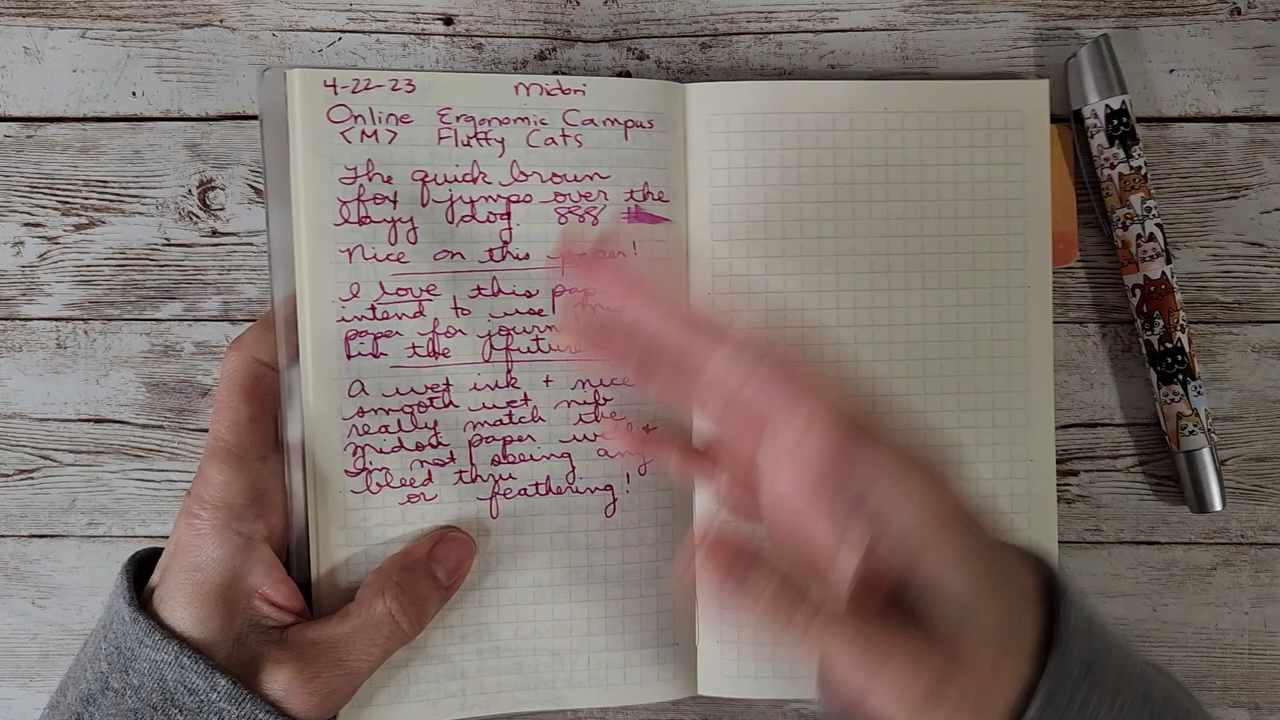 4-22-23 Midori
Online Ergonomic Campus
<M> Fluffy Cats
The quick brown
fox jumps over the
lazy dog. 888
Nice on this paper!
I love this
intend to use
paper for
in the future
A wet ink + nice
smooth wet nib
really match the
Midori paper well +
I'm not seeing any
bleed thru
or feathering!